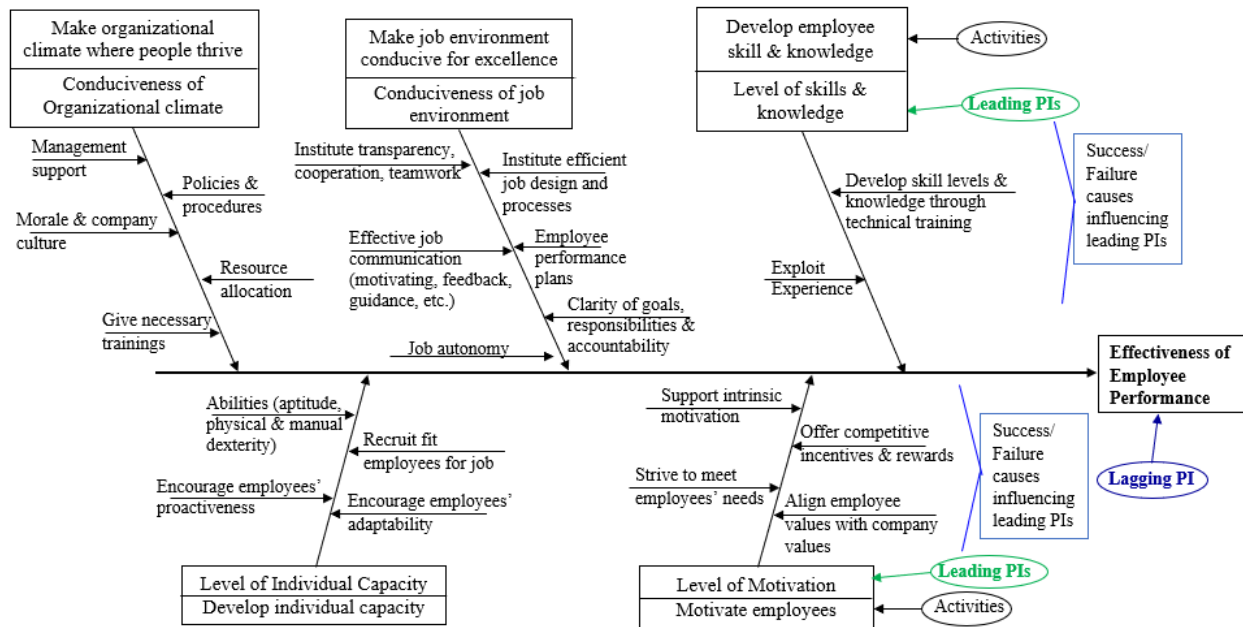 Make organizational
climate where people thrive
Conduciveness of
Organizational climate
Make job environment
conducive for excellence
Conduciveness of job
environment
Develop employee
skill & knowledge
Level of skills &
knowledge
Activities
Leading PIs
Success/
Failure
causes
influencing
leading PIs
Management
support
Policies &
procedures
Morale & company
culture
Resource
allocation
Give necessary
trainings
Institute transparency,
cooperation, teamwork
Institute efficient
job design and
processes
Effective job
communication
(motivating, feedback,
guidance, etc.)
Employee
performance
plans
Clarity of goals,
responsibilities &
accountability
Job autonomy
Develop skill levels &
knowledge through
technical training
Exploit
Experience
Effectiveness of
Employee
Performance
Lagging PI
Abilities (aptitude,
physical & manual
dexterity)
Recruit fit
employees for job
Encourage employees’
proactiveness
Encourage employees’
adaptability
Level of Individual Capacity
Develop individual capacity
Support intrinsic
motivation
Offer competitive
incentives & rewards
Strive to meet
employees’ needs
Align employee
values with company
values
Success/
Failure
causes
influencing
leading PIs
Level of Motivation
Motivate employees
Leading PIs
Activities